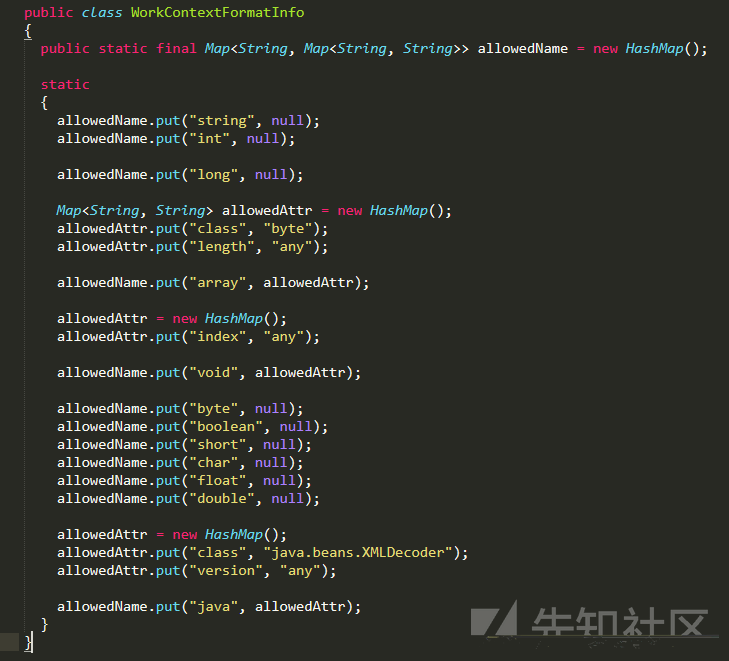 public class WorkContextFormatInfo
{
public static final Map<String, Map<String, String>> allowedName = new HashMap();
static
{
allowedName.put("string", null);
allowedName.put("int", null);
allowedName.put("long", null);
Map<String, String> allowedAttr = new HashMap();
allowedAttr.put("class", "byte");
allowedAttr.put("length", "any");
allowedName.put("array", allowedAttr);
allowedAttr = new HashMap();
allowedAttr.put("index", "any");
allowedName.put("void", allowedAttr);
allowedName.put("byte", null);
allowedName.put("boolean", null);
allowedName.put("short", null);
allowedName.put("char", null);
allowedName.put("float", null);
allowedName.put("double", null);
allowedAttr = new HashMap();
allowedAttr.put("class", "java.beans.XMLDecoder");
allowedAttr.put("version", "any");
allowedName.put("java", allowedAttr);
}
}
先知社区